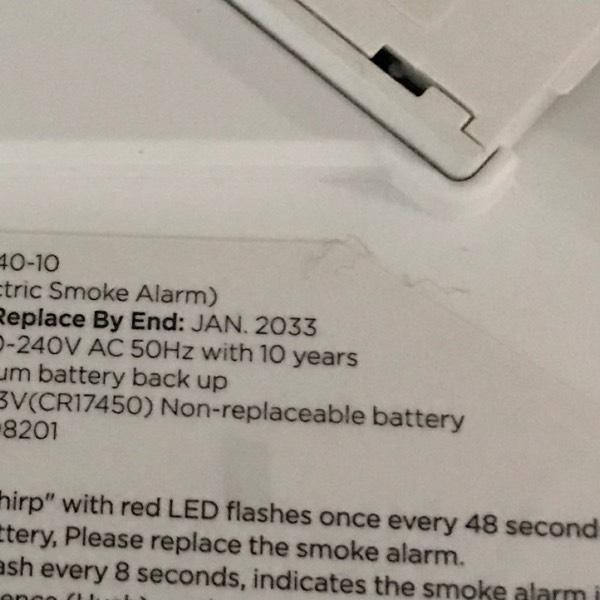 40-10
ctric Smoke Alarm)
Replace By End: JAN. 2033
0-240V AC 50Hz with 10 years
um battery back up
3V(CR17450) Non-replaceable battery
8201
hirp" with red LED flashes once every 48 second
ttery, Please replace the smoke alarm.
ash every 8 seconds, indicates the smoke alarm i